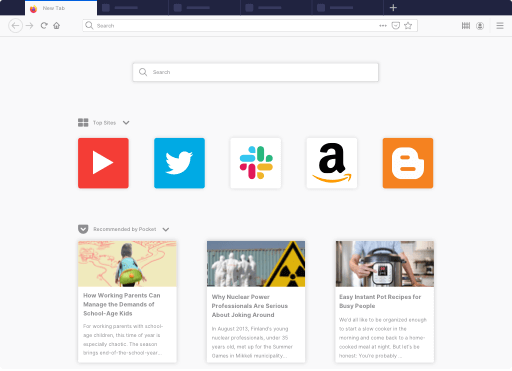 New Tab
Search
Search
Top Sites
Recommended by Pocket
How Working Parents Can
Manage the Demands of
School-Age Kids
For working parents with school-
age children, this time of year is
especially chaotic. The season
brings end-of-the-school-year...
Why Nuclear Power
Professionals Are Serious
About Joking Around
In August 2013, Finland's young
nuclear professionals, under 35
years old, met up for the Summer
Games in Mikkeli municipality...
Easy Instant Pot Recipes for
Busy People
We'd all like to be organized enough
to start a slow cooker in the
morning and come back to a home-
cooked meal at night. But let's be
honest. You're probably ...